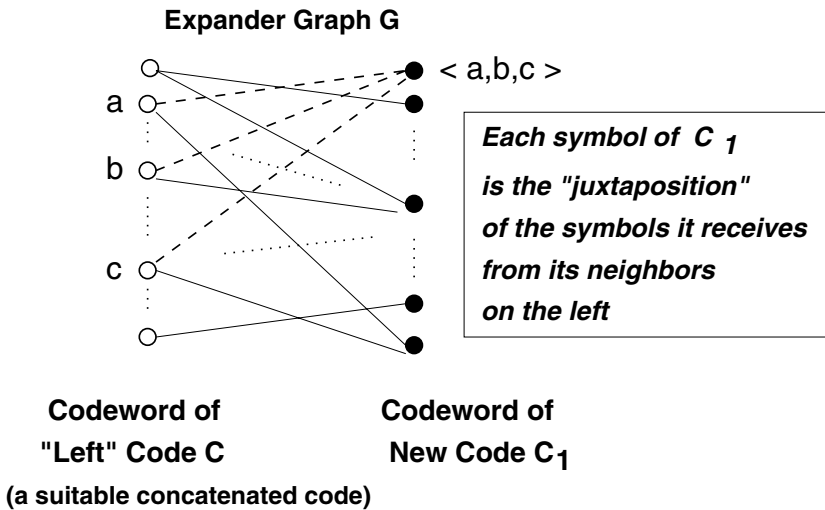 Expander Graph G
< a,b,c >
a
b
c
Each symbol of C 1
is the "juxtaposition"
of the symbols it receives
from its neighbors
on the left
Codeword of
"Left" Code C
(a suitable concatenated code)
Codeword of
New Code C1